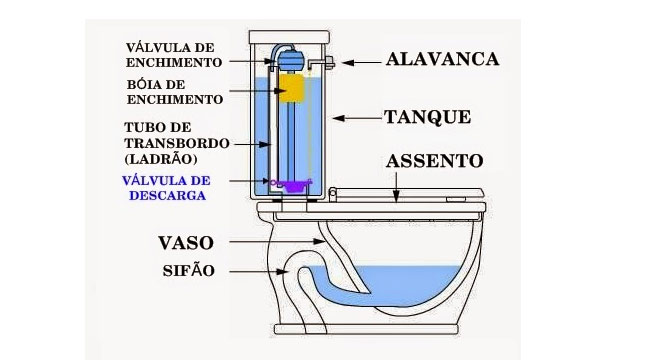 VÁLVULA DE
ENCHIMENTO
BÓIA DE
ENCHIMENTO
TUBO DE
TRANSBORDO
(LADRÃO)
VÁLVULA DE
DESCARGA
ALAVANCA
TANQUE
ASSENTO
VASO
SIFÃO